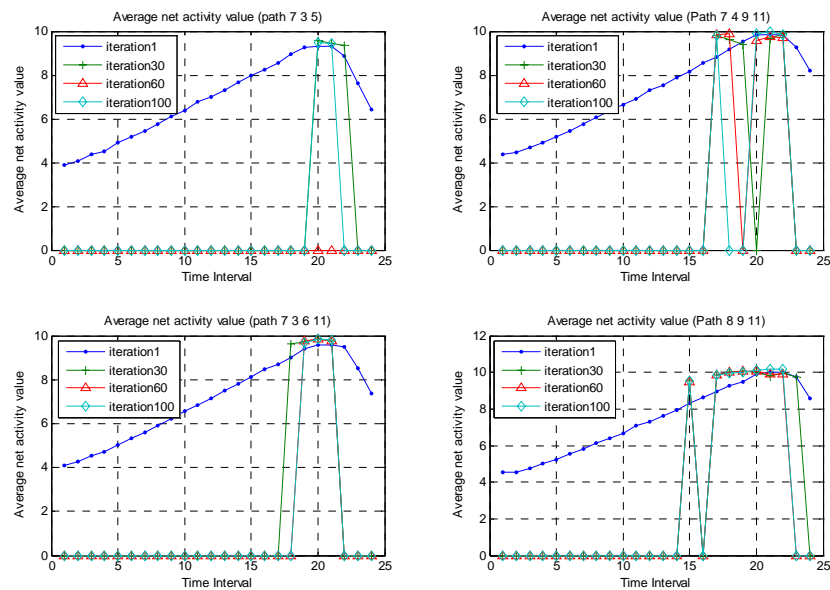 Average net activity value (path 7 3 5)
Average net activity value
10
8
6
4
2
0
iteration1
iteration30
iteration60
iteration100
0 5 10 15 20 25
Time Interval
Average net activity value (Path 7 4 9 11)
Average net activity value
10
8
6
4
2
0
iteration1
iteration30
iteration60
iteration100
0 5 10 15 20 25
Time Interval
Average net activity value (path 7 3 6 11)
Average net activity value
10
8
6
4
2
0
iteration1
iteration30
iteration60
iteration100
0 5 10 15 20 25
Time Interval
Average net activity value (Path 8 9 11)
Average net activity value
12
10
8
6
4
2
0
iteration1
iteration30
iteration60
iteration100
0 5 10 15 20 25
Time Interval